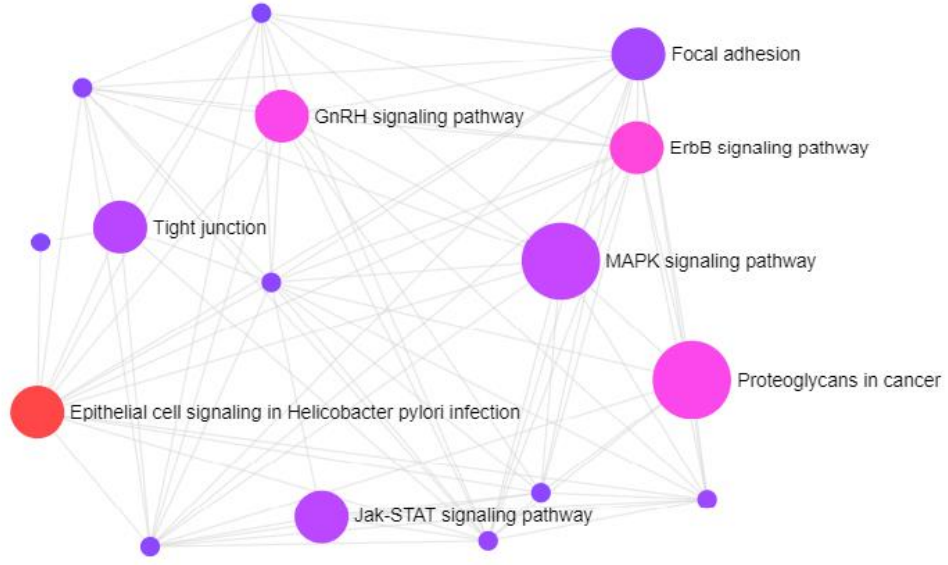 Focal adhesion
GnRH signaling pathway
ErbB signaling pathway
Tight junction
MAPK signaling pathway
Proteoglycans in cancer
Epithelial cell signaling in Helicobacter pylori infection
Jak-STAT signaling pathway